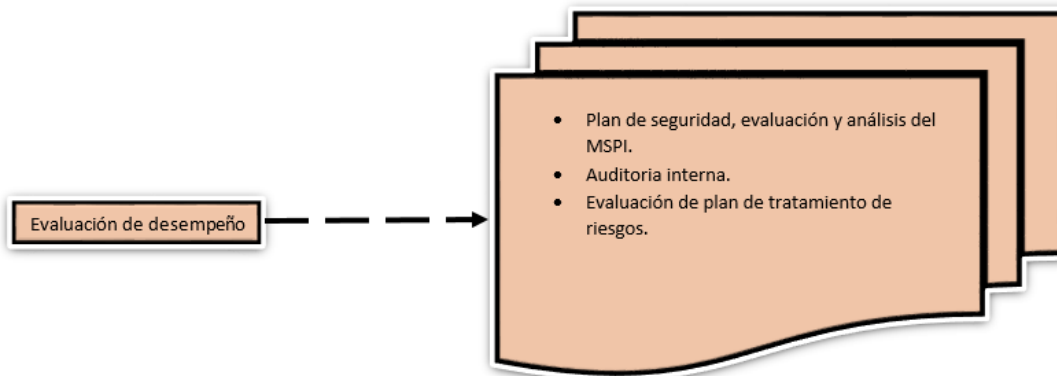 Evaluación de desempeño
• Plan de seguridad, evaluación y análisis del
MSPI.
• Auditoria interna.
• Evaluación de plan de tratamiento de
riesgos.